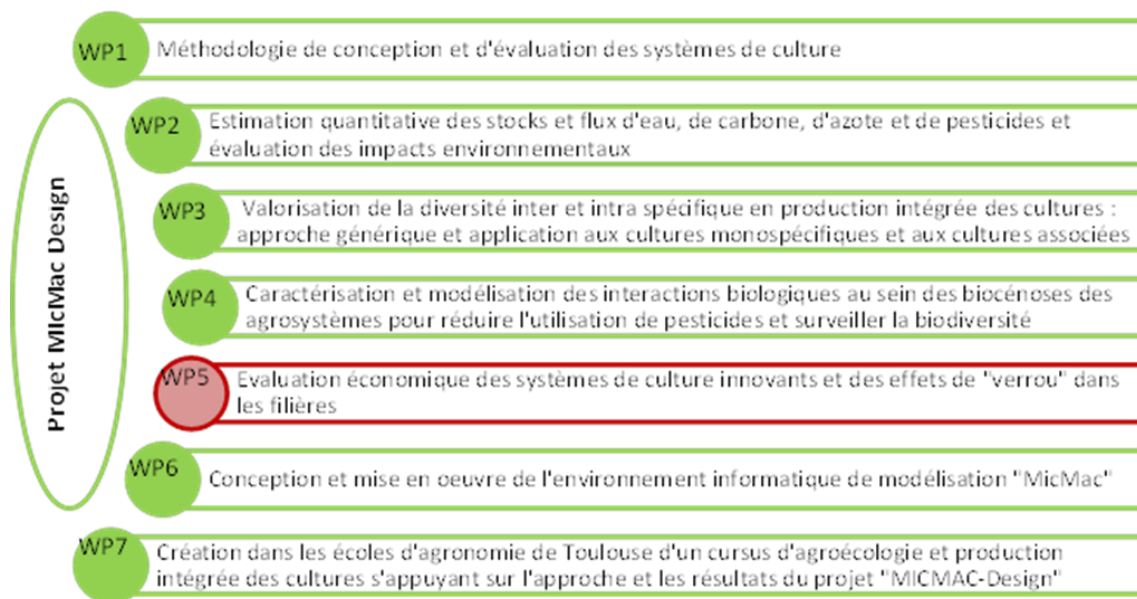 WP1
Méthodologie de conception et d'évaluation des systèmes de culture
Projet MIcMac Design
WP2
Estimation quantitative des stocks et flux d'eau, de carbone, d'azote et de pesticides et
évaluation des impacts environnementaux
WP3
Valorisation de la diversité inter et intra spécifique en production intégrée des cultures :
approche générique et application aux cultures monospécifiques et aux cultures associées
WP4
Caractérisation et modélisation des interactions biologiques au sein des biocénoses des
agrosystèmes pour réduire l'utilisation de pesticides et surveiller la biodiversité
WP5
Evaluation économique des systèmes de culture innovants et des effets de "verrou" dans
les filières
WP6
Conception et mise en oeuvre de l'environnement informatique de modélisation "MicMac"
WP7
Création dans les écoles d'agronomie de Toulouse d'un cursus d'agroécologie et production
intégrée des cultures s'appuyant sur l'approche et les résultats du projet "MICMAC-Design"